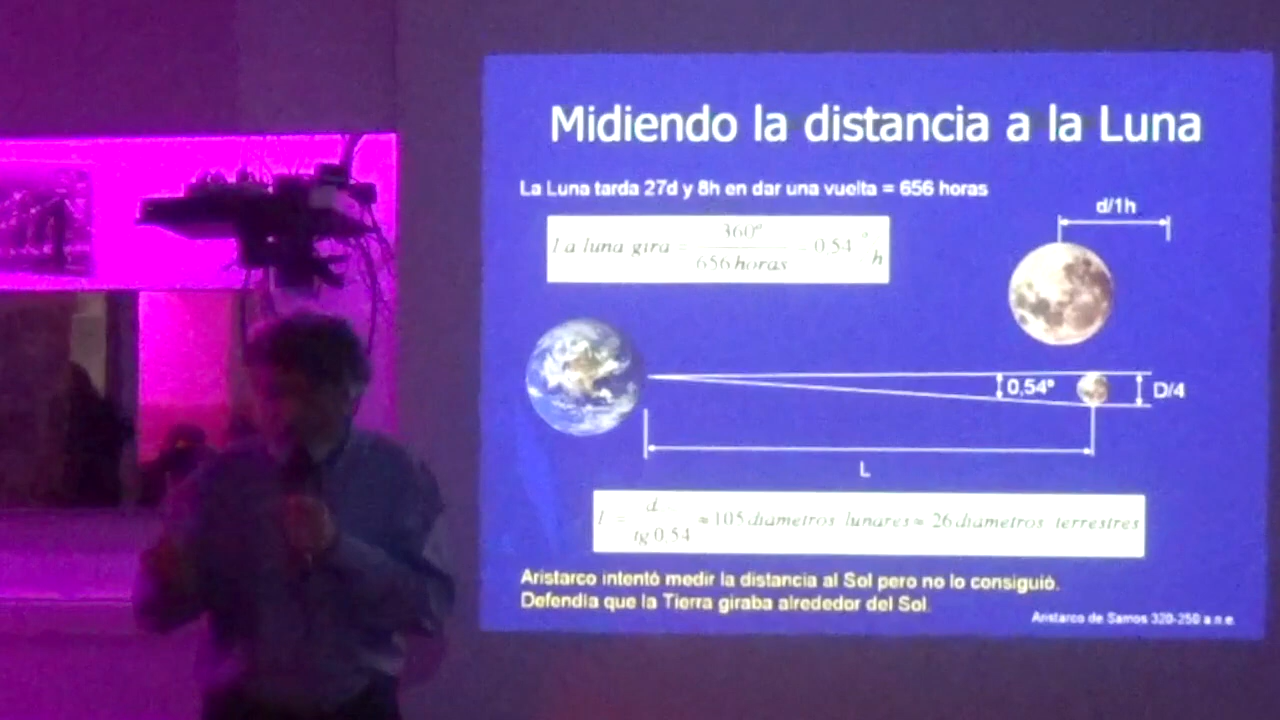 Midiendo la distancia a la Luna
La Luna tarda 27d y 8h en dar una vuelta = 656 horas
d/1h
La luna gira = 360º / 656 horas = 0.54 º/h
0,54º
D/4
L
L = d / tg 0.54 ≈ 105 diametros lunares ≈ 26 diametros terrestres
Aristarco intentó medir la distancia al Sol pero no lo consiguió.
Defendía que la Tierra giraba alrededor del Sol.
Aristarco de Samos 320-250 a.n.e.